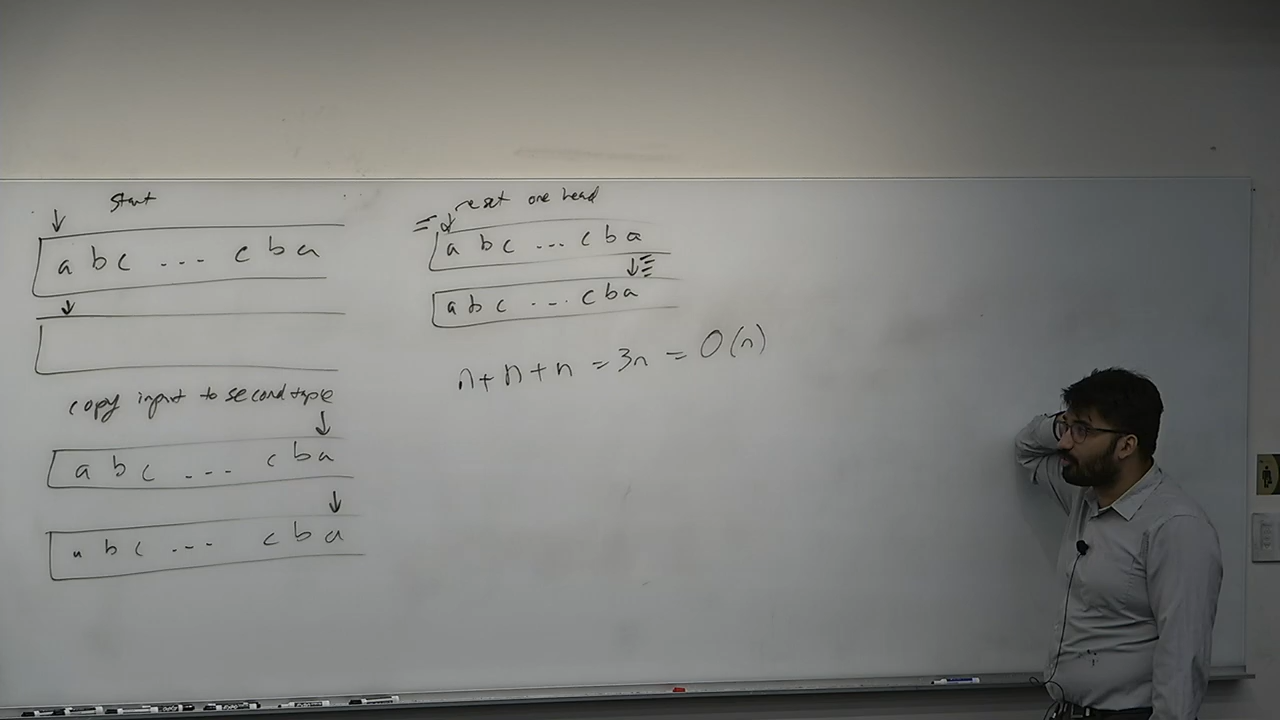 start
a b c ... c b a
copy input to second tape
a b c ... c b a
a b c ... c b a
reset one head
a b c ... c b a
a b c ... c b a
n+n+n = 3n = O(n)